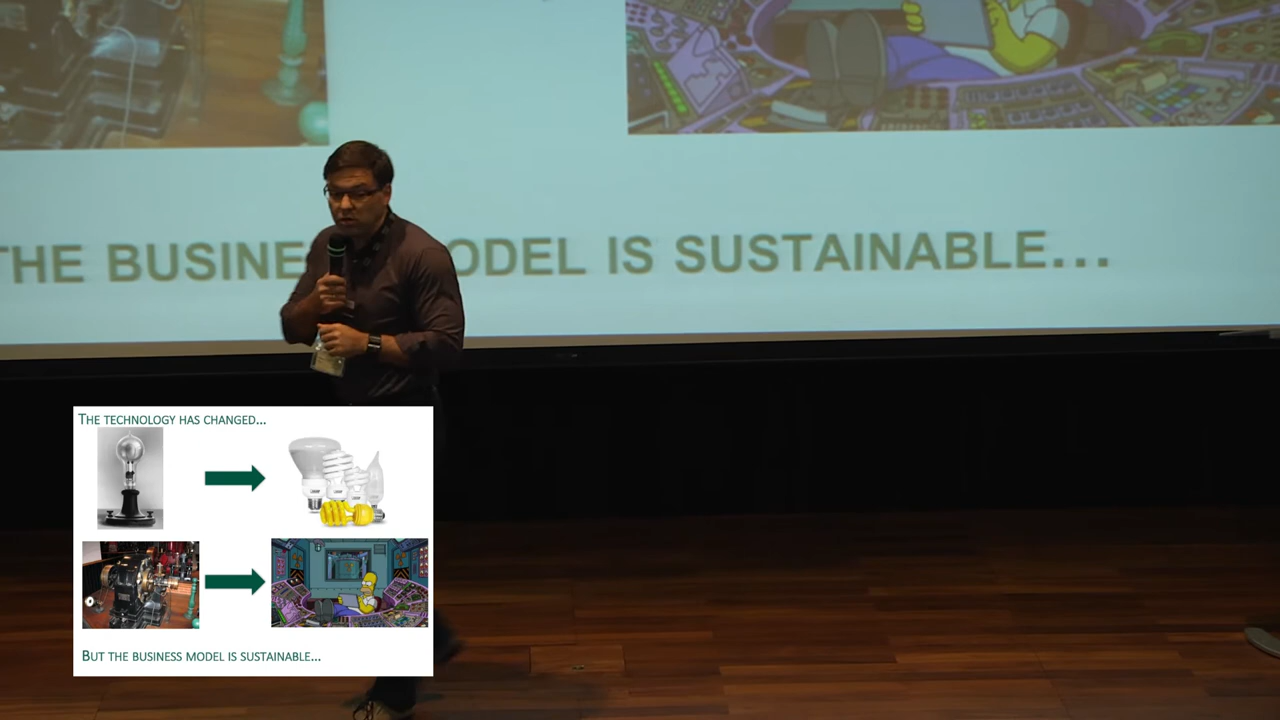 THE BUSINE ODEL IS SUSTAINABLE...
THE TECHNOLOGY HAS CHANGED...
BUT THE BUSINESS MODEL IS SUSTAINABLE...